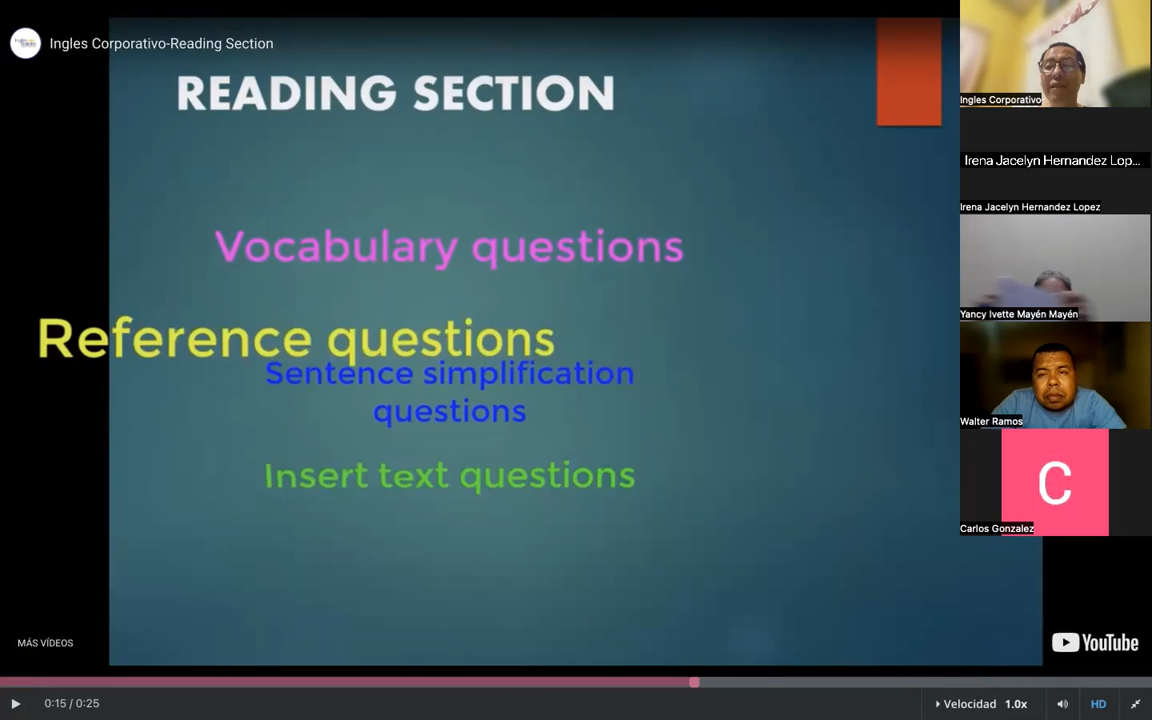 Ingles Corporativo-Reading Section
READING SECTION
Vocabulary questions
Reference questions
Sentence simplification
questions
Insert text questions
MÁS VÍDEOS
YouTube
0:15 / 0:25
Velocidad 1.0x
HD
Ingles Corporativo
Irena Jacelyn Hernandez Lop...
Irena Jacelyn Hernandez Lopez
Yancy Ivette Mayén Mayén
Walter Ramos
C
Carlos Gonzalez